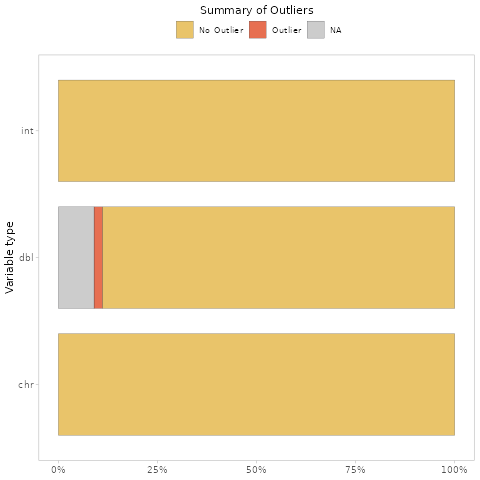 Summary of Outliers
No Outlier Outlier NA
int
dbl
chr
Variable type
0% 25% 50% 75% 100%